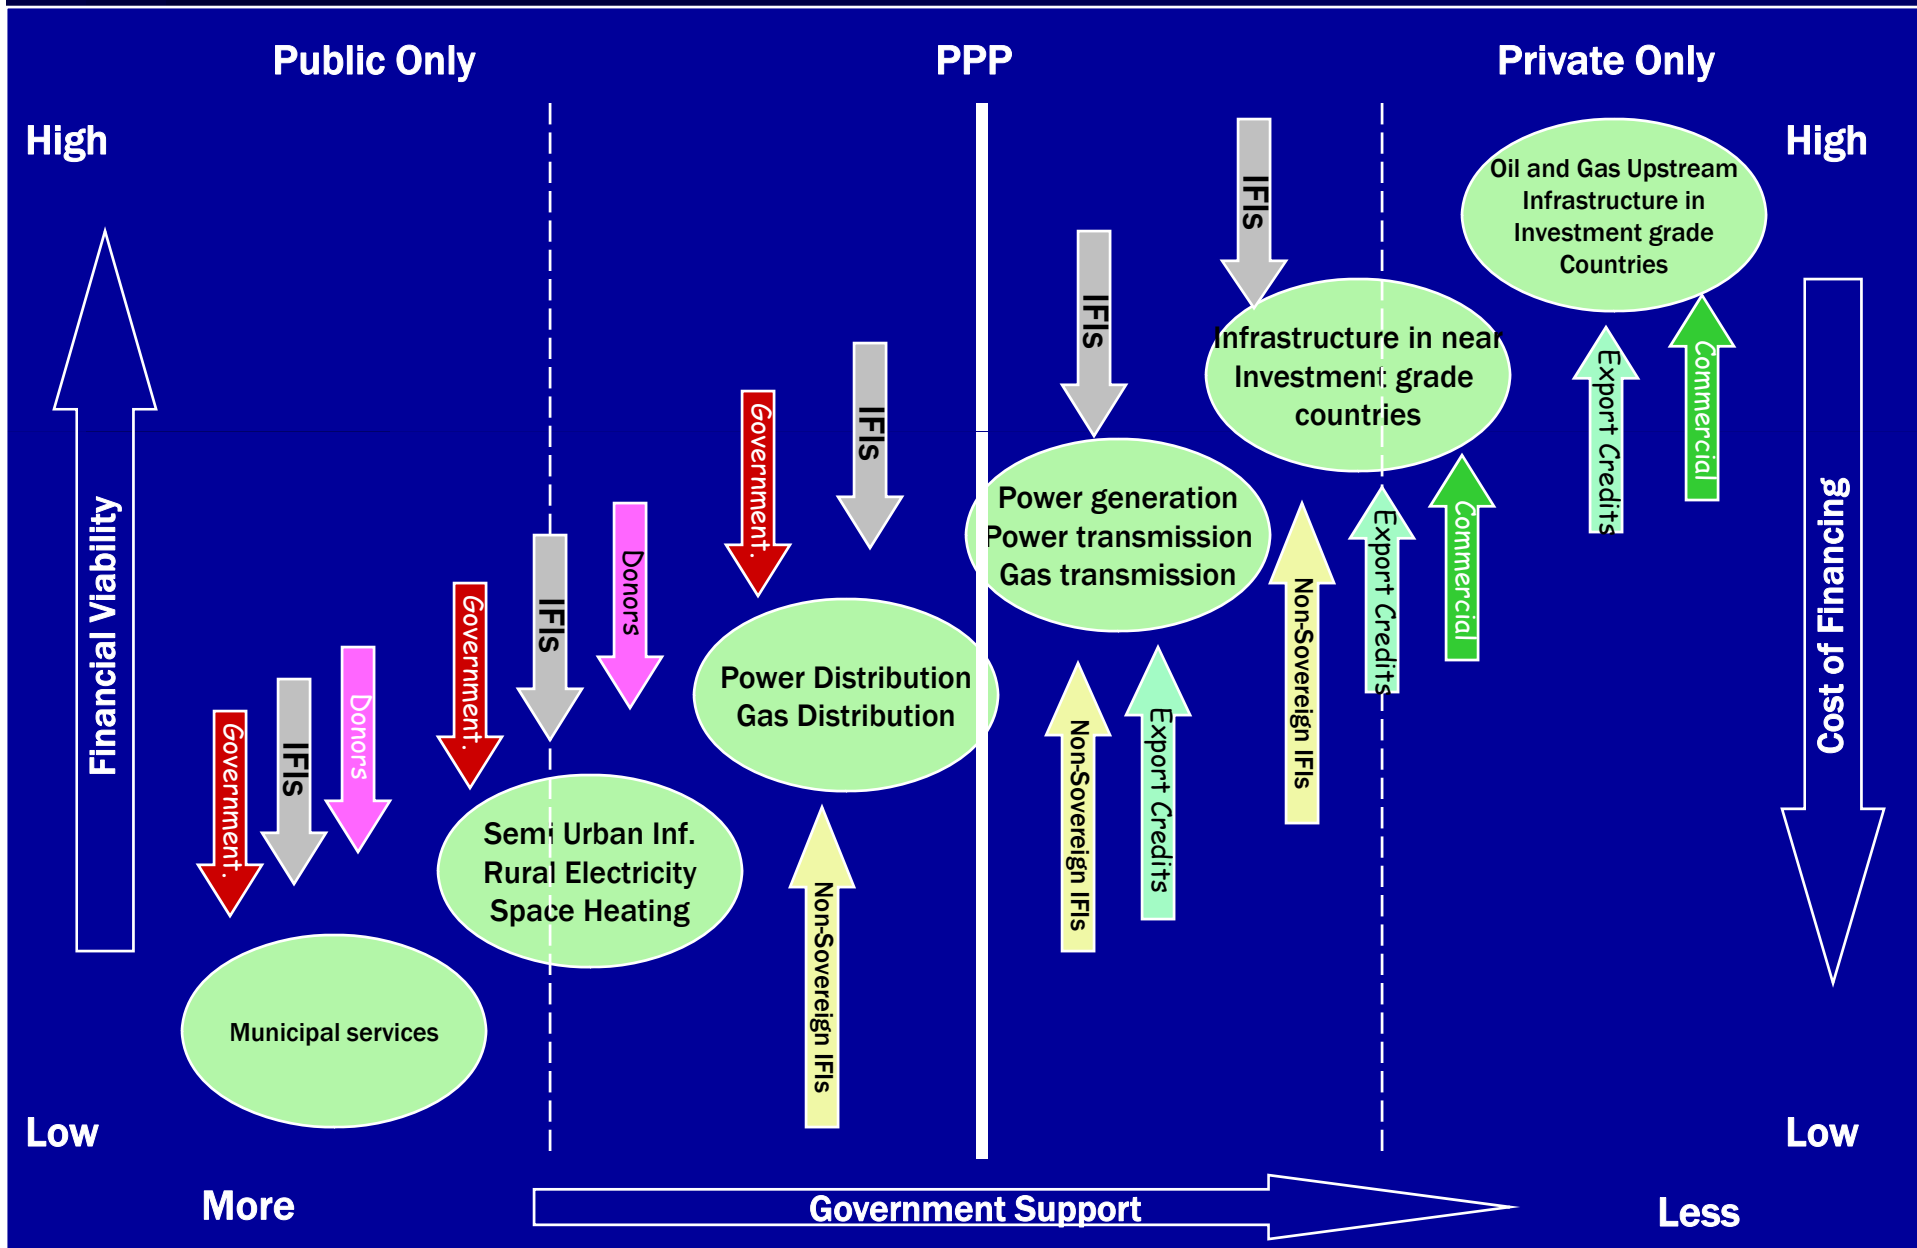 Public Only
PPP
Private Only
High
High
IFIs
Oil and Gas Upstream
Infrastructure in
Investment grade
Countries
IFIs
Infrastructure in near
Investment grade
countries
Export Credits
Commercial
Government.
IFIs
Power generation
Power transmission
Gas transmission
Non-Sovereign IFIs
Export Credits
Commercial
Financial Viability
Cost of Financing
Government.
IFIs
Donors
Power Distribution
Gas Distribution
Non-Sovereign IFIs
Export Credits
Government.
IFIs
Donors
Semi Urban Inf.
Rural Electricity
Space Heating
Non-Sovereign IFIs
Municipal services
Low
Low
More
Government Support
Less